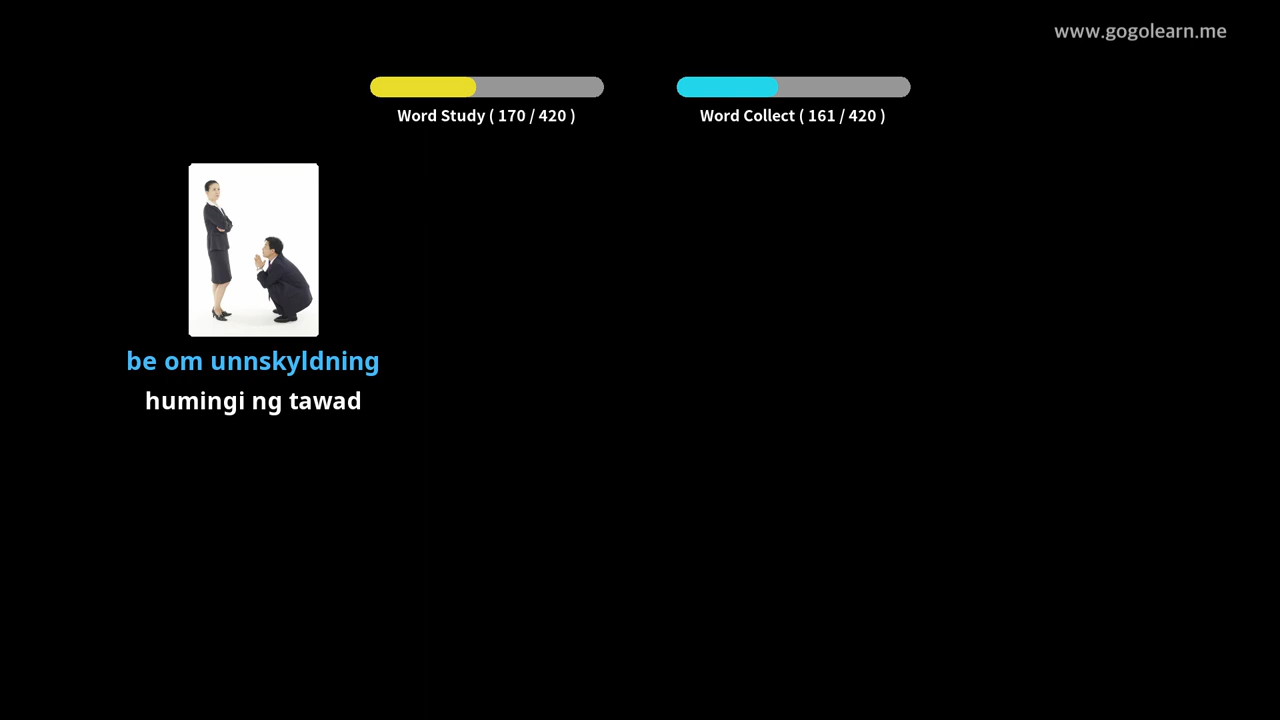 www.gogolearn.me
Word Study ( 170 / 420 )
Word Collect ( 161 / 420 )
be om unnskyldning
humingi ng tawad